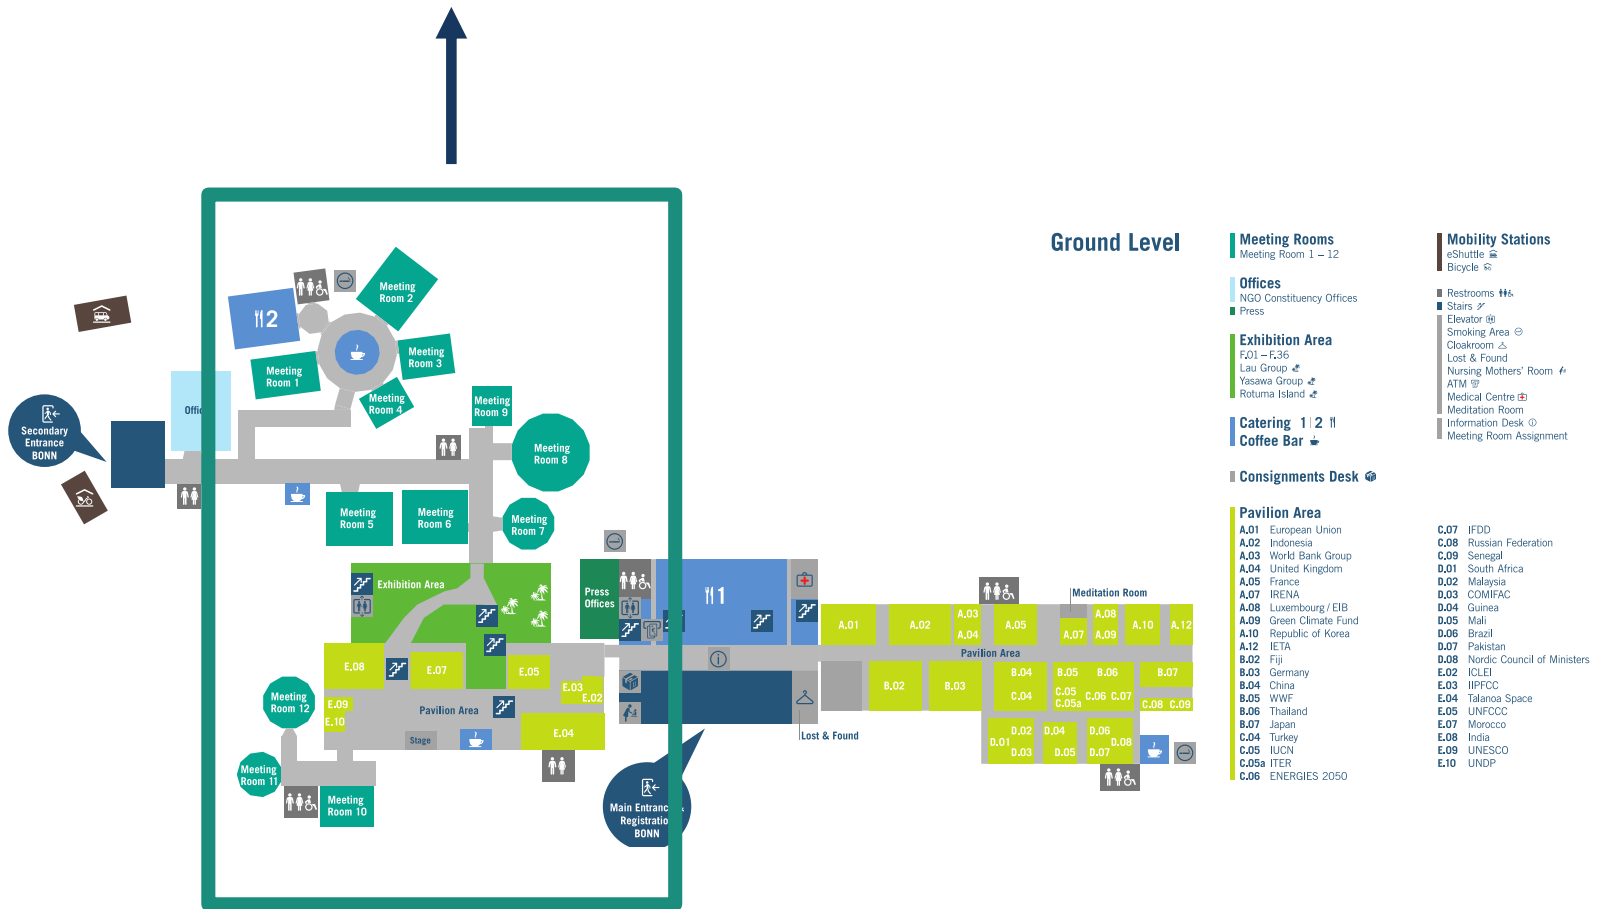 Ground Level
2
Meeting
Room 2
Meeting
Room 3
Meeting
Room 1
Meeting
Room 4
Secondary
Entrance
BONN
Meeting
Room 9
Meeting
Room 8
Meeting
Room 5
Meeting
Room 6
Meeting
Room 7
Exhibition Area
Press
Offices
1
E.08
E.07
E.05
E.03
E.02
E.09
E.10
Pavilion Area
Stage
E.04
Meeting
Room 12
Meeting
Room 11
Meeting
Room 10
Lost & Found
Main Entrance
Registration
BONN
Meditation Room
A.01
A.02
A.03
A.04
A.05
A.07
A.08
A.09
A.10
A.12
Pavilion Area
B.02
B.03
B.04
C.04
B.05
B.06
C.05
C.05a
C.06
C.07
B.07
C.08
C.09
D.01
D.02
D.03
D.04
D.05
D.06
D.07
D.08
Meeting Rooms
Meeting Room 1 – 12
Offices
NGO Constituency Offices
Press
Exhibition Area
F.01 – F.36
Lau Group
Yasawa Group
Rotuma Island
Catering 1|2
Coffee Bar
Consignments Desk
Pavilion Area
A.01 European Union
A.02 Indonesia
A.03 World Bank Group
A.04 United Kingdom
A.05 France
A.07 IRENA
A.08 Luxembourg / EIB
A.09 Green Climate Fund
A.10 Republic of Korea
A.12 IETA
B.02 Fiji
B.03 Germany
B.04 China
B.05 WWF
B.06 Thailand
B.07 Japan
C.04 Turkey
C.05 IUCN
C.05a ITER
C.06 ENERGIES 2050
C.07 IFDD
C.08 Russian Federation
C.09 Senegal
D.01 South Africa
D.02 Malaysia
D.03 COMIFAC
D.04 Guinea
D.05 Mali
D.06 Brazil
D.07 Pakistan
D.08 Nordic Council of Ministers
E.02 ICLEI
E.03 IIPFCC
E.04 Talanoa Space
E.05 UNFCCC
E.07 Morocco
E.08 India
E.09 UNESCO
E.10 UNDP
Mobility Stations
eShuttle
Bicycle
Restrooms
Stairs
Elevator
Smoking Area
Cloakroom
Lost & Found
Nursing Mothers' Room
ATM
Medical Centre
Meditation Room
Information Desk
Meeting Room Assignment